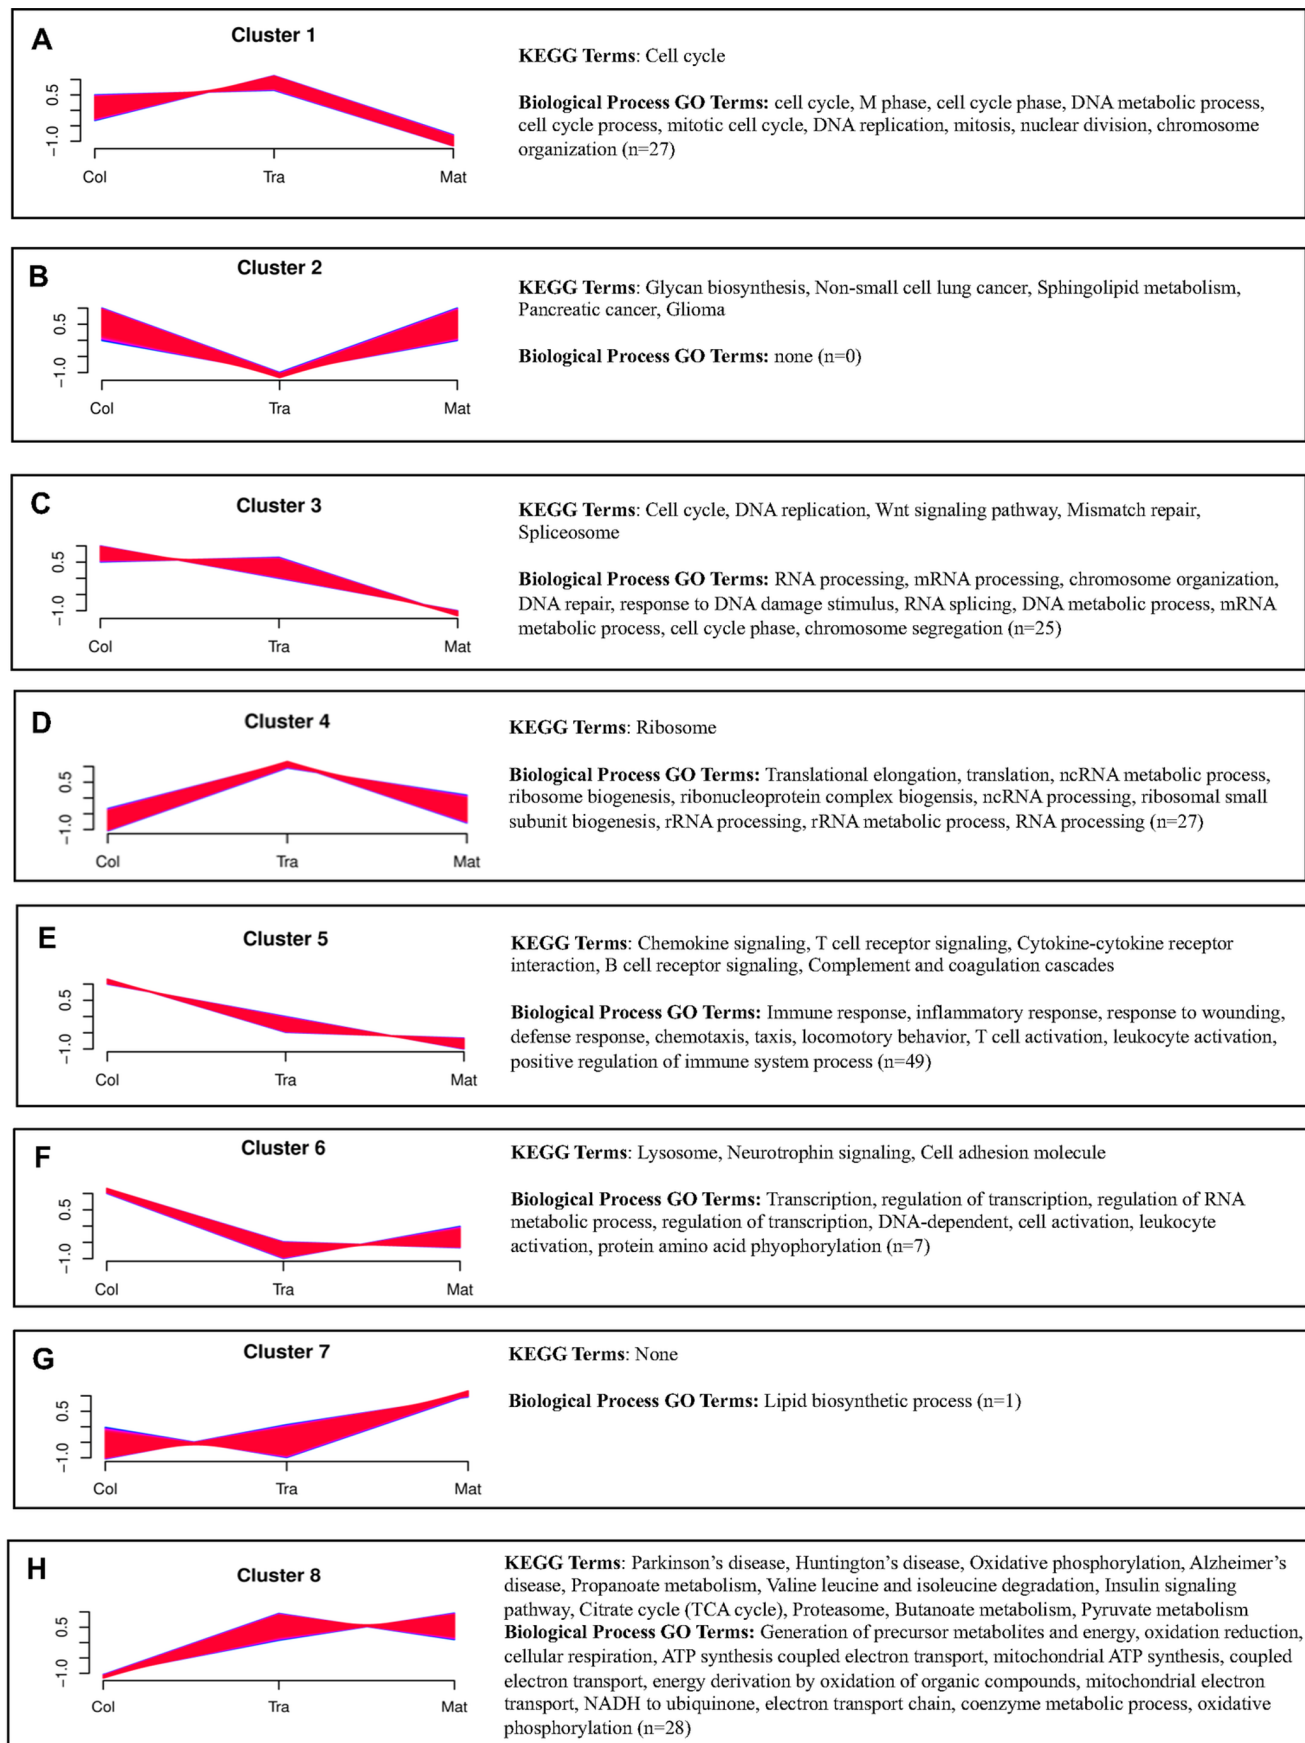 A
Cluster 1
0.5
-1.0
Col
Tra
Mat
KEGG Terms: Cell cycle
Biological Process GO Terms: cell cycle, M phase, cell cycle phase, DNA metabolic process,
cell cycle process, mitotic cell cycle, DNA replication, mitosis, nuclear division, chromosome
organization (n=27)
B
Cluster 2
0.5
-1.0
Col
Tra
Mat
KEGG Terms: Glycan biosynthesis, Non-small cell lung cancer, Sphingolipid metabolism,
Pancreatic cancer, Glioma
Biological Process GO Terms: none (n=0)
C
Cluster 3
0.5
-1.0
Col
Tra
Mat
KEGG Terms: Cell cycle, DNA replication, Wnt signaling pathway, Mismatch repair,
Spliceosome
Biological Process GO Terms: RNA processing, mRNA processing, chromosome organization,
DNA repair, response to DNA damage stimulus, RNA splicing, DNA metabolic process, mRNA
metabolic process, cell cycle phase, chromosome segregation (n=25)
D
Cluster 4
0.5
-1.0
Col
Tra
Mat
KEGG Terms: Ribosome
Biological Process GO Terms: Translational elongation, translation, ncRNA metabolic process,
ribosome biogenesis, ribonucleoprotein complex biogensis, ncRNA processing, ribosomal small
subunit biogenesis, rRNA processing, rRNA metabolic process, RNA processing (n=27)
E
Cluster 5
0.5
-1.0
Col
Tra
Mat
KEGG Terms: Chemokine signaling, T cell receptor signaling, Cytokine-cytokine receptor
interaction, B cell receptor signaling, Complement and coagulation cascades
Biological Process GO Terms: Immune response, inflammatory response, response to wounding,
defense response, chemotaxis, taxis, locomotory behavior, T cell activation, leukocyte activation,
positive regulation of immune system process (n=49)
F
Cluster 6
0.5
-1.0
Col
Tra
Mat
KEGG Terms: Lysosome, Neurotrophin signaling, Cell adhesion molecule
Biological Process GO Terms: Transcription, regulation of transcription, regulation of RNA
metabolic process, regulation of transcription, DNA-dependent, cell activation, leukocyte
activation, protein amino acid phyophorylation (n=7)
G
Cluster 7
0.5
-1.0
Col
Tra
Mat
KEGG Terms: None
Biological Process GO Terms: Lipid biosynthetic process (n=1)
H
Cluster 8
0.5
-1.0
Col
Tra
Mat
KEGG Terms: Parkinson's disease, Huntington's disease, Oxidative phosphorylation, Alzheimer's
disease, Propanoate metabolism, Valine leucine and isoleucine degradation, Insulin signaling
pathway, Citrate cycle (TCA cycle), Proteasome, Butanoate metabolism, Pyruvate metabolism
Biological Process GO Terms: Generation of precursor metabolites and energy, oxidation reduction,
cellular respiration, ATP synthesis coupled electron transport, mitochondrial ATP synthesis, coupled
electron transport, energy derivation by oxidation of organic compounds, mitochondrial electron
transport, NADH to ubiquinone, electron transport chain, coenzyme metabolic process, oxidative
phosphorylation (n=28)